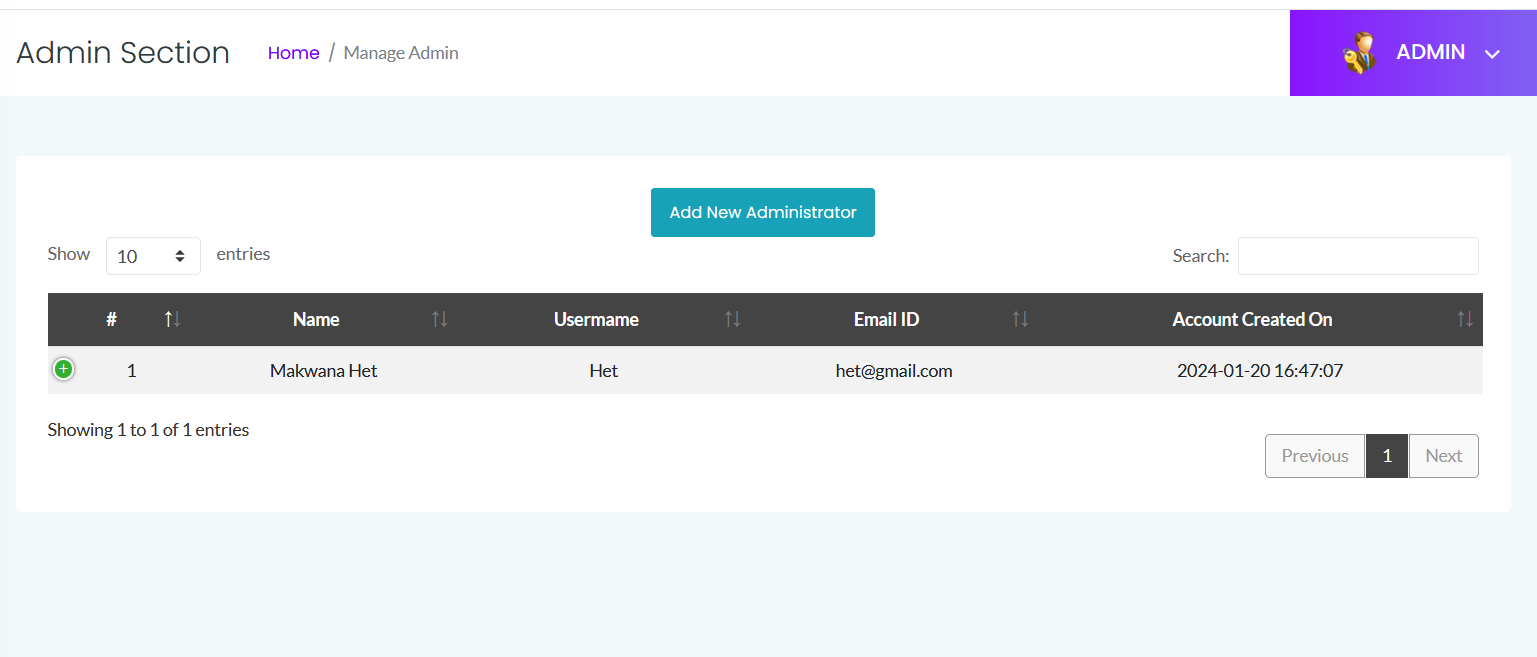 Admin Section Home / Manage Admin ADMIN
Add New Administrator
Show 10 entries Search:
# Name Username Email ID Account Created On
1 Makwana Het Het het@gmail.com 2024-01-20 16:47:07
Showing 1 to 1 of 1 entries
Previous 1 Next